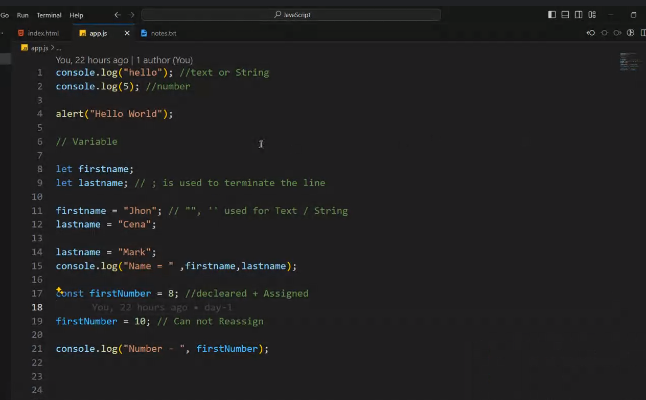 Go Run Terminal Help JeveScript
index.html app.js notes.txt
app.js > ...
You, 22 hours ago | 1 author (You)
1 console.log("hello"); //text or String
2 console.log(5); //number
3
4 alert("Hello World");
5
6 // Variable
7
8 let firstname;
9 let lastname; // ; is used to terminate the line
10
11 firstname = "Jhon"; // "", '' used for Text / String
12 lastname = "Cena";
13
14 lastname = "Mark";
15 console.log("Name = " ,firstname,lastname);
16
17 const firstNumber = 8; //decleared + Assigned
18 You, 22 hours ago • day-1
19 firstNumber = 10; // Can not Reassign
20
21 console.log("Number - ", firstNumber);
22
23
24